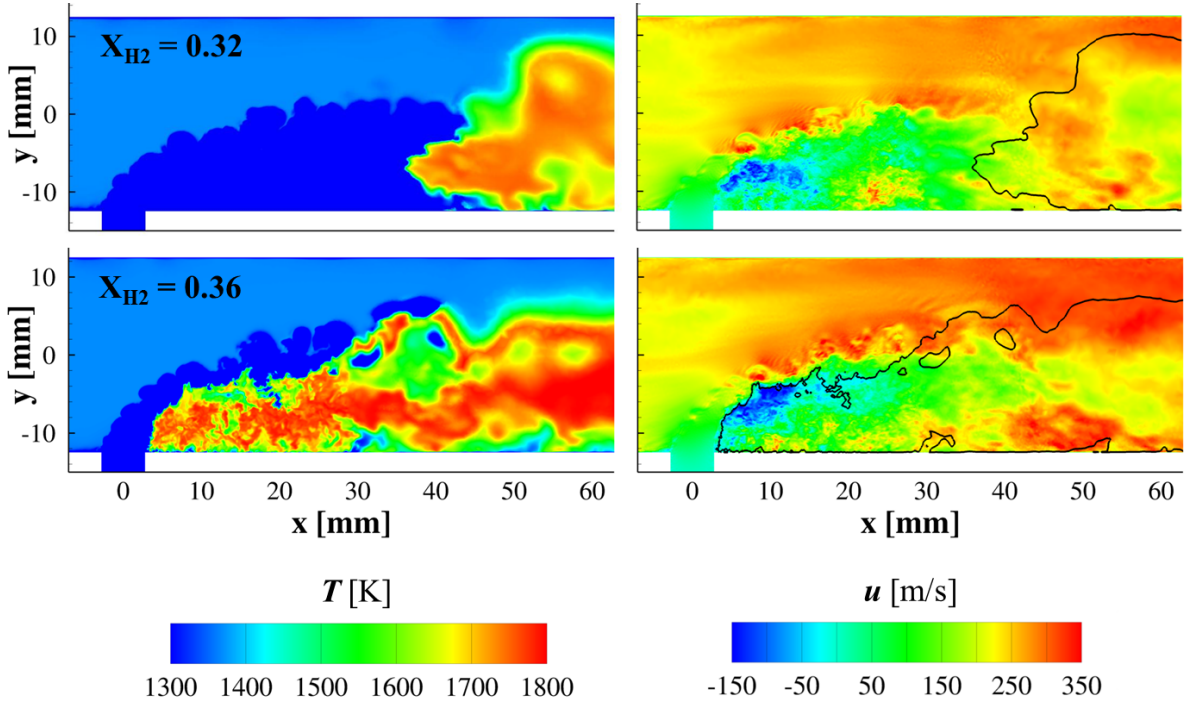 X_H2 = 0.32
y [mm]
10
0
-10
X_H2 = 0.36
y [mm]
10
0
-10
0 10 20 30 40 50 60
0 10 20 30 40 50 60
x [mm]
x [mm]
T [K]
u [m/s]
1300 1400 1500 1600 1700 1800
-150 -50 50 150 250 350